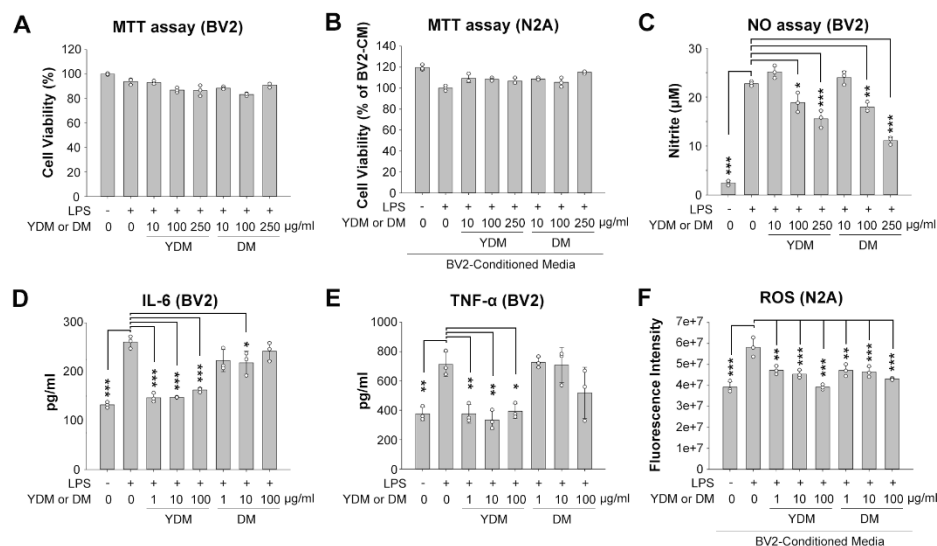 A
MTT assay (BV2)
Cell Viability (%)
120
100
80
60
40
20
0
LPS - + + + + + + +
YDM or DM 0 0 10 100 250 10 100 250 µg/ml
YDM DM
B
MTT assay (N2A)
Cell Viability (% of BV2-CM)
140
120
100
80
60
40
20
0
LPS - + + + + + + +
YDM or DM 0 0 10 100 250 10 100 250 µg/ml
YDM DM
BV2-Conditioned Media
C
NO assay (BV2)
Nitrite (µM)
30
20
10
0
*** * *** ** ***
LPS - + + + + + + +
YDM or DM 0 0 10 100 250 10 100 250 µg/ml
YDM DM
D
IL-6 (BV2)
pg/ml
300
200
100
0
*** *** *** *** *
LPS - + + + + + + +
YDM or DM 0 0 1 10 100 1 10 100 µg/ml
YDM DM
E
TNF-α (BV2)
pg/ml
1000
800
600
400
200
0
** ** ** *
LPS - + + + + + + +
YDM or DM 0 0 1 10 100 1 10 100 µg/ml
YDM DM
F
ROS (N2A)
Fluorescence Intensity
7e+7
6e+7
5e+7
4e+7
3e+7
2e+7
1e+7
0
*** ** *** *** ** *** ***
LPS - + + + + + + +
YDM or DM 0 0 1 10 100 1 10 100 µg/ml
YDM DM
BV2-Conditioned Media